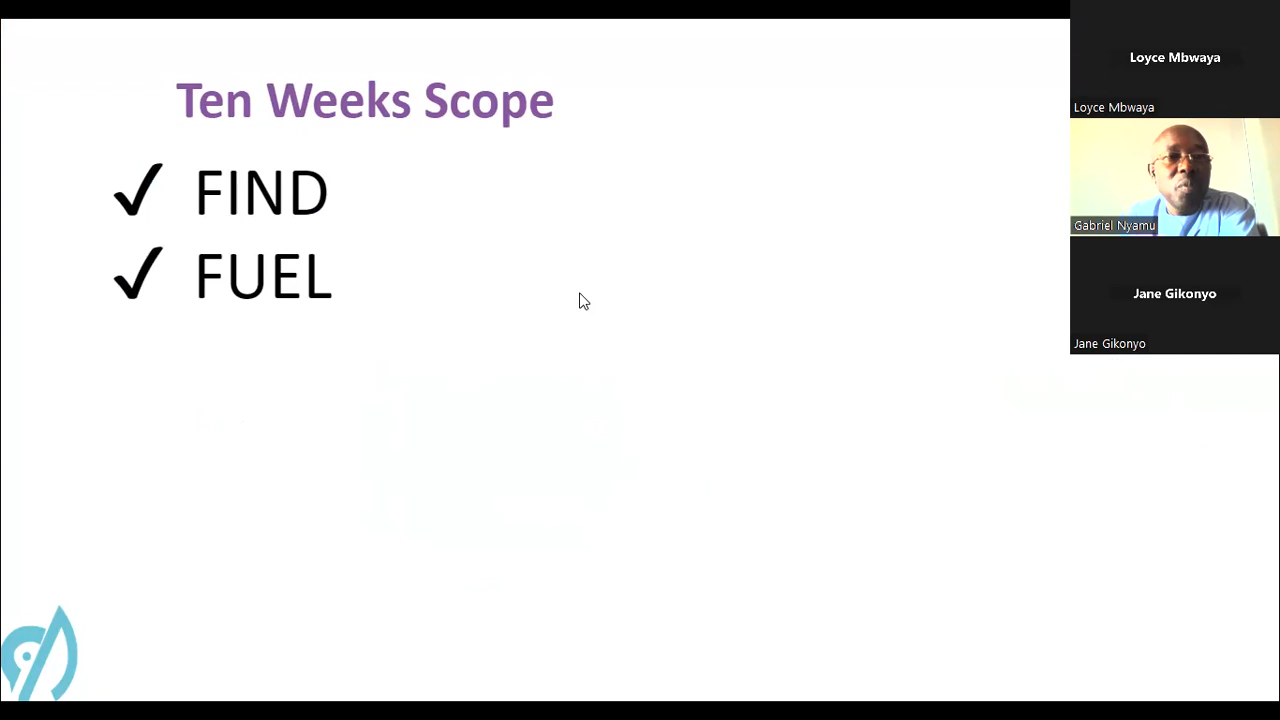 Ten Weeks Scope
✓ FIND
✓ FUEL
Loyce Mbwaya
Loyce Mbwaya
Gabriel Nyamu
Jane Gikonyo
Jane Gikonyo